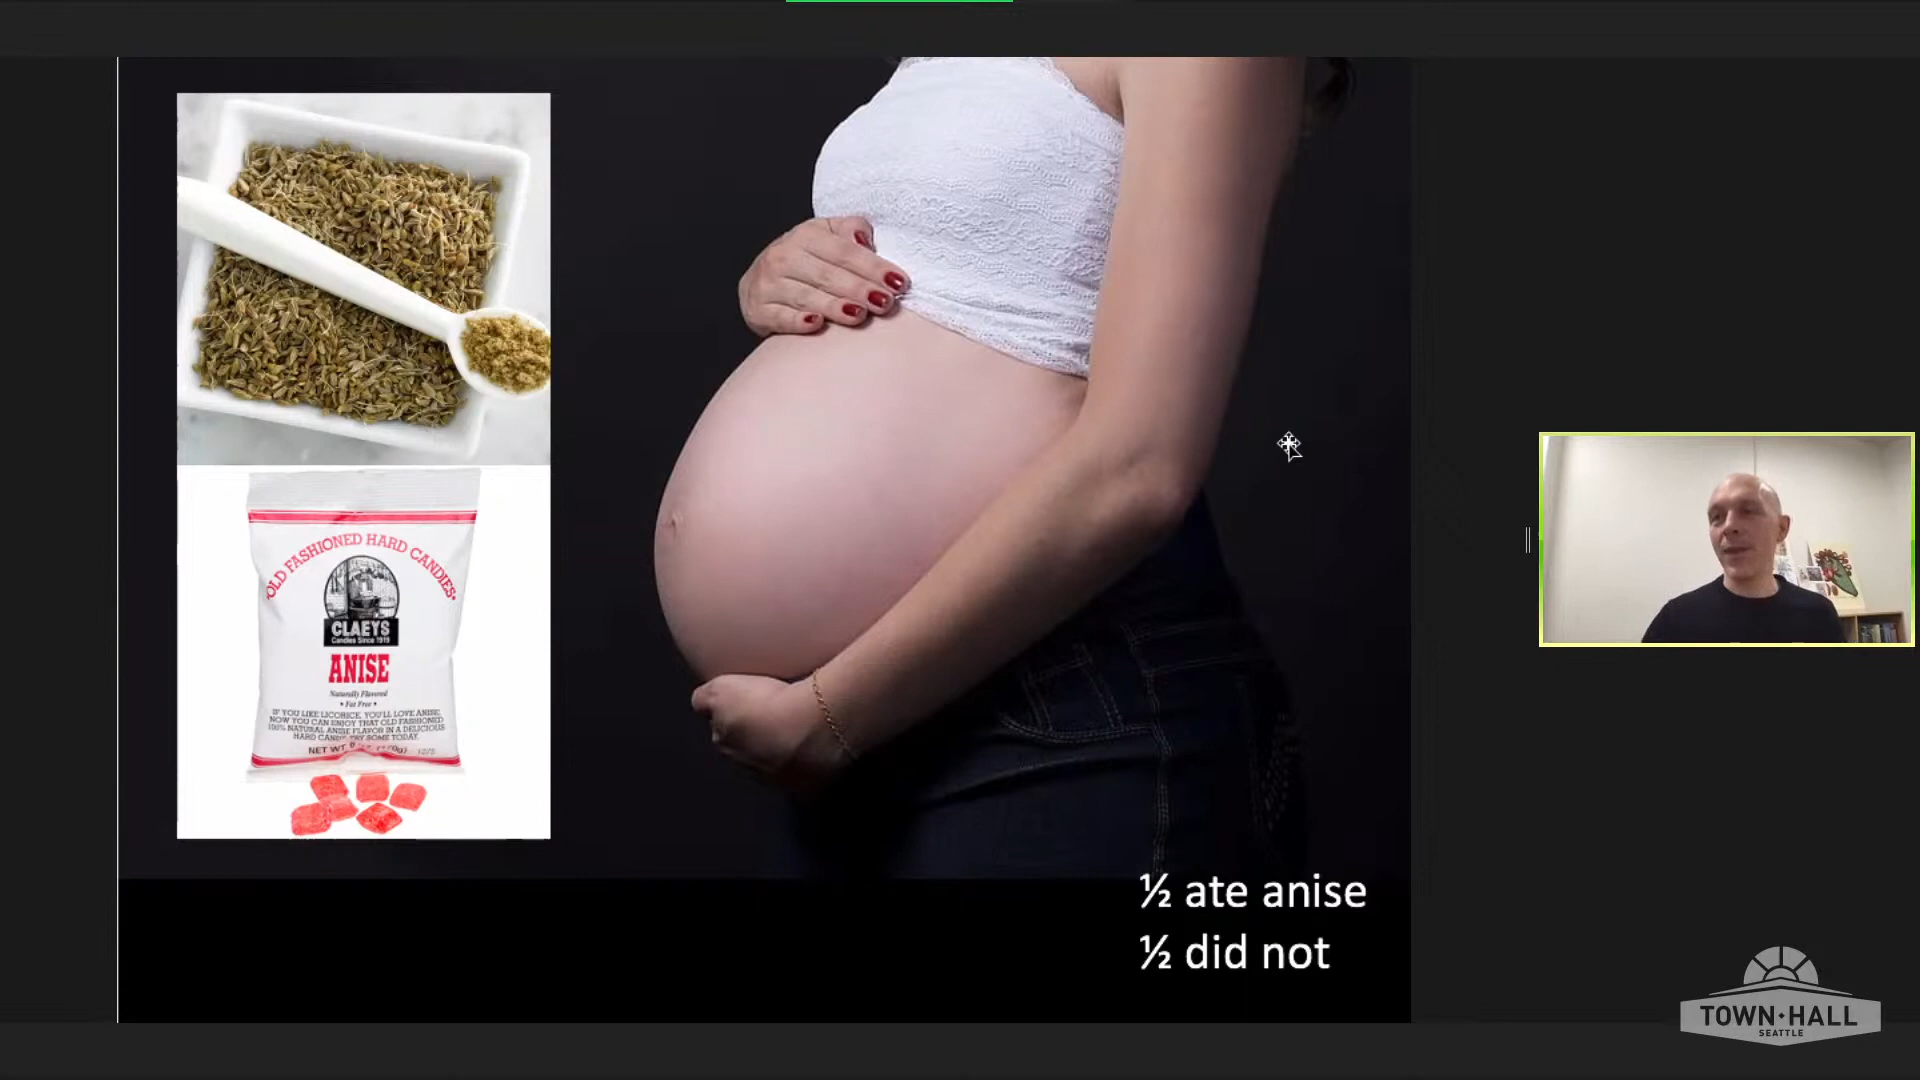 OLD FASHIONED HARD CANDIES
CLAEYS
Candies Since 1919
ANISE
Naturally Flavored
• Fat Free •
IF YOU LIKE LICORICE, YOU'LL LOVE ANISE.
NOW YOU CAN ENJOY THAT OLD FASHIONED
100% NATURAL ANISE FLAVOR IN A DELICIOUS
HARD CANDY. TRY SOME TODAY.
NET WT.
½ ate anise
½ did not
TOWN·HALL
SEATTLE